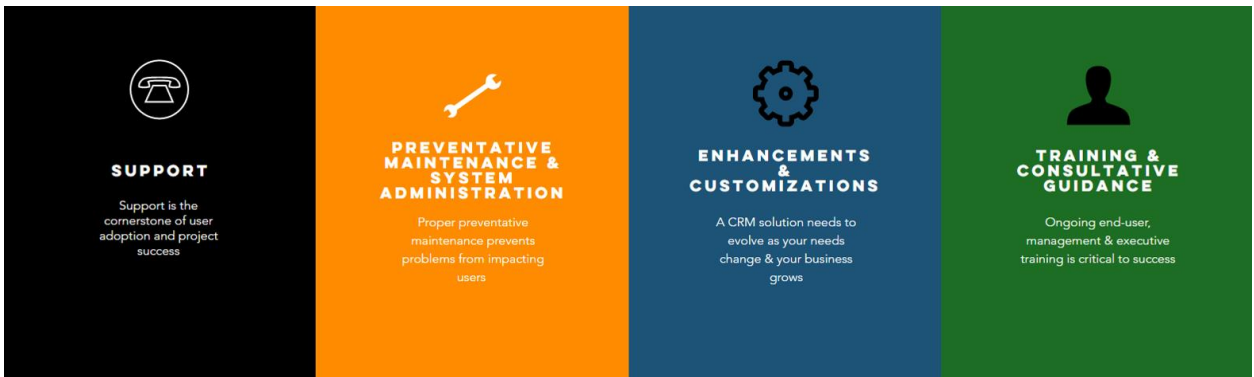 SUPPORT
Support is the
cornerstone of user
adoption and project
success
PREVENTATIVE
MAINTENANCE &
SYSTEM
ADMINISTRATION
Proper preventative
maintenance prevents
problems from impacting
users
ENHANCEMENTS
&
CUSTOMIZATIONS
A CRM solution needs to
evolve as your needs
change & your business
grows
TRAINING &
CONSULTATIVE
GUIDANCE
Ongoing end-user,
management & executive
training is critical to success